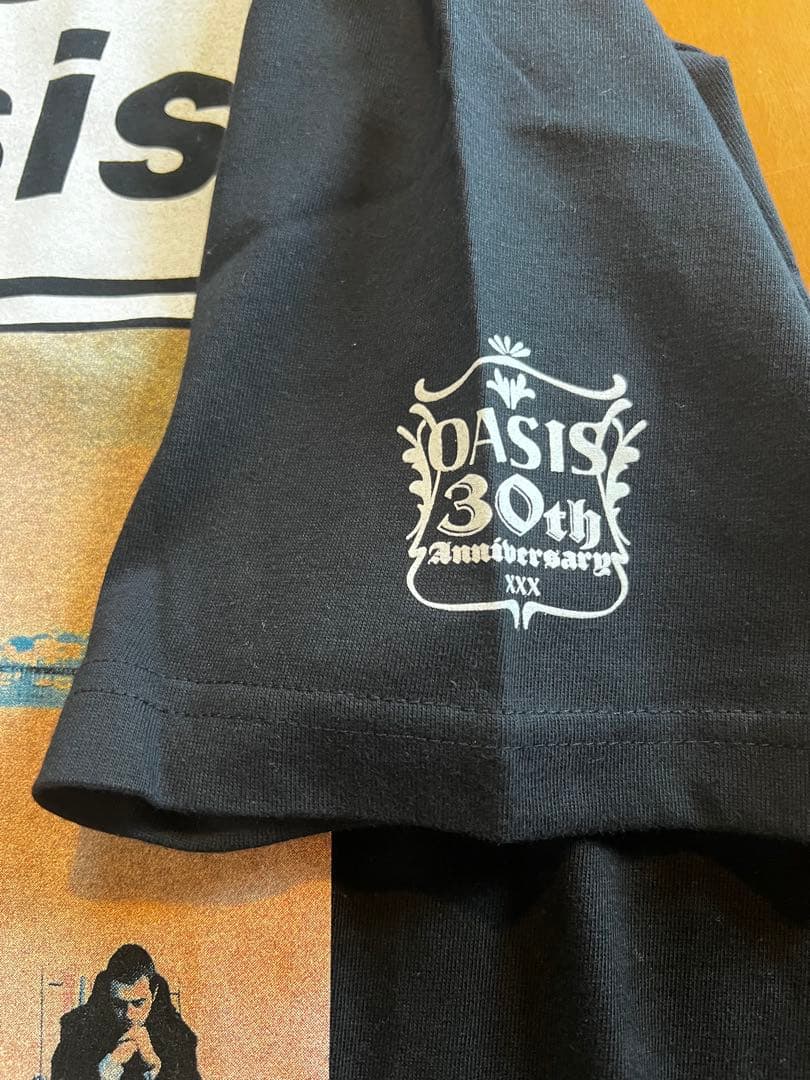 sis
OASIS
30th
Anniversary
XXX